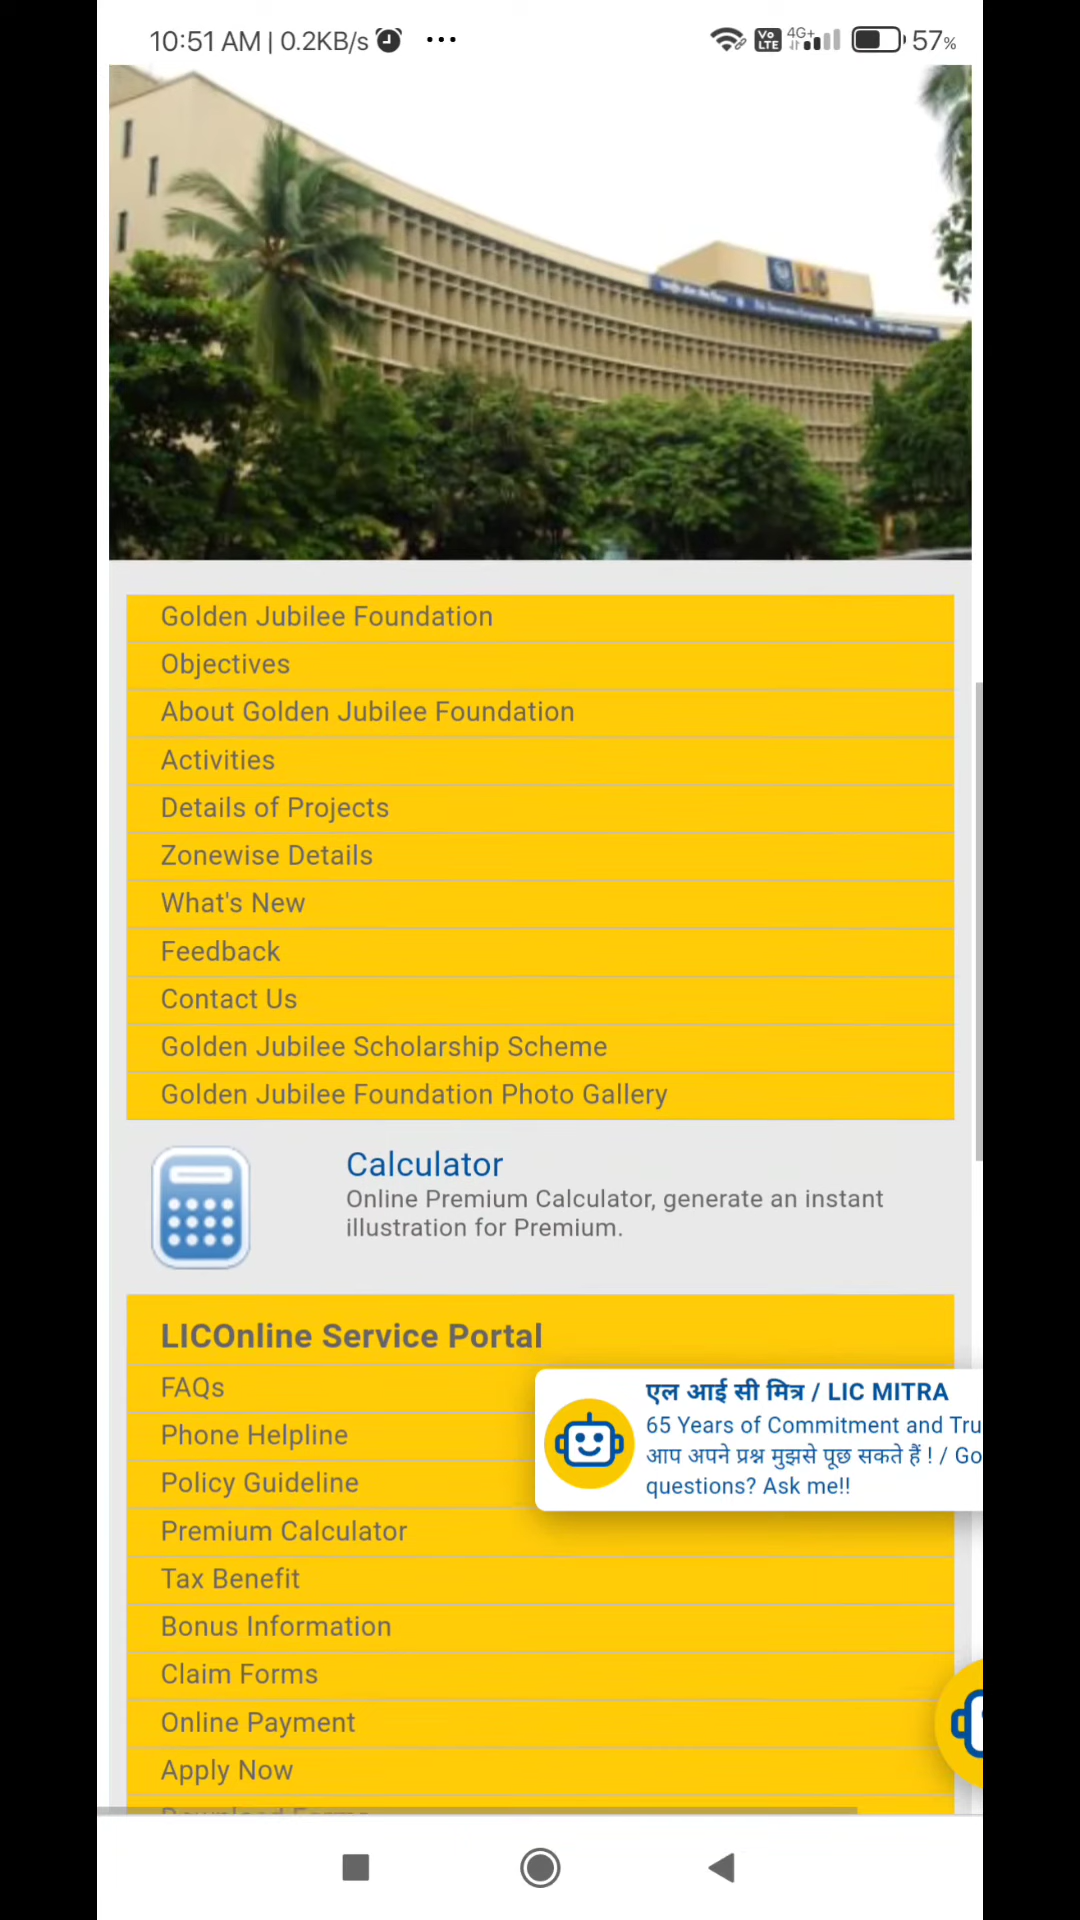 10:51 AM | 0.2KB/s
Vo LTE 4G+ 57%
LIC
Golden Jubilee Foundation
Objectives
About Golden Jubilee Foundation
Activities
Details of Projects
Zonewise Details
What's New
Feedback
Contact Us
Golden Jubilee Scholarship Scheme
Golden Jubilee Foundation Photo Gallery
Calculator
Online Premium Calculator, generate an instant
illustration for Premium.
LICOnline Service Portal
FAQs
एल आई सी मित्र / LIC MITRA
65 Years of Commitment and Tru
आप अपने प्रश्न मुझसे पूछ सकते हैं ! / Go
questions? Ask me!!
Phone Helpline
Policy Guideline
Premium Calculator
Tax Benefit
Bonus Information
Claim Forms
Online Payment
Apply Now